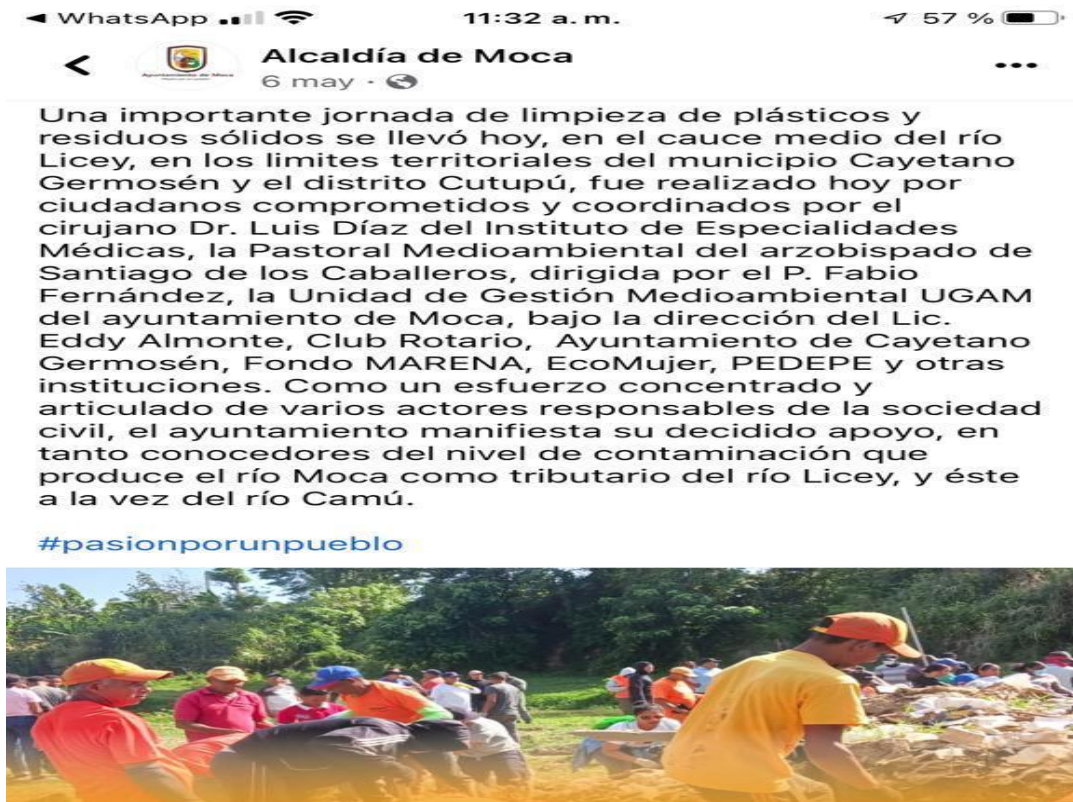 WhatsApp
11:32 a. m.
57 %
Alcaldía de Moca
6 may ·
Una importante jornada de limpieza de plásticos y
residuos sólidos se llevó hoy, en el cauce medio del río
Licey, en los limites territoriales del municipio Cayetano
Germosén y el distrito Cutupú, fue realizado hoy por
ciudadanos comprometidos y coordinados por el
cirujano Dr. Luis Díaz del Instituto de Especialidades
Médicas, la Pastoral Medioambiental del arzobispado de
Santiago de los Caballeros, dirigida por el P. Fabio
Fernández, la Unidad de Gestión Medioambiental UGAM
del ayuntamiento de Moca, bajo la dirección del Lic.
Eddy Almonte, Club Rotario, Ayuntamiento de Cayetano
Germosén, Fondo MARENA, EcoMujer, PEDEPE y otras
instituciones. Como un esfuerzo concentrado y
articulado de varios actores responsables de la sociedad
civil, el ayuntamiento manifiesta su decidido apoyo, en
tanto conocedores del nivel de contaminación que
produce el río Moca como tributario del río Licey, y éste
a la vez del río Camú.
#pasionporunpueblo